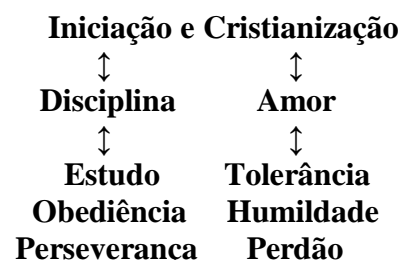 Iniciação e Cristianização
↕ ↕
Disciplina Amor
↕ ↕
Estudo Tolerância
Obediência Humildade
Perseveranca Perdão